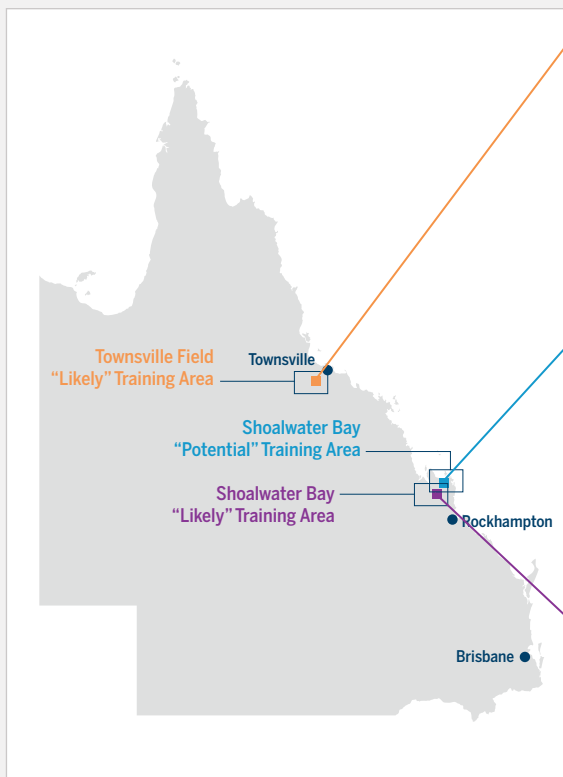 Townsville Field
“Likely” Training Area
Townsville
Shoalwater Bay
“Potential” Training Area
Shoalwater Bay
“Likely” Training Area
Rockhampton
Brisbane